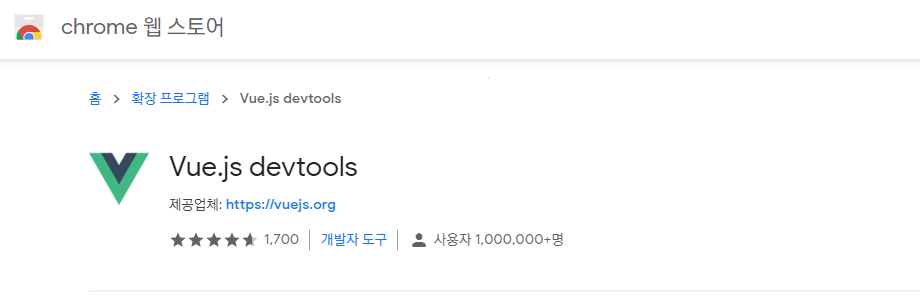 chrome 웹 스토어
홈 > 확장 프로그램 > Vue.js devtools
Vue.js devtools
제공업체: https://vuejs.org
1,700 개발자 도구 사용자 1,000,000+명